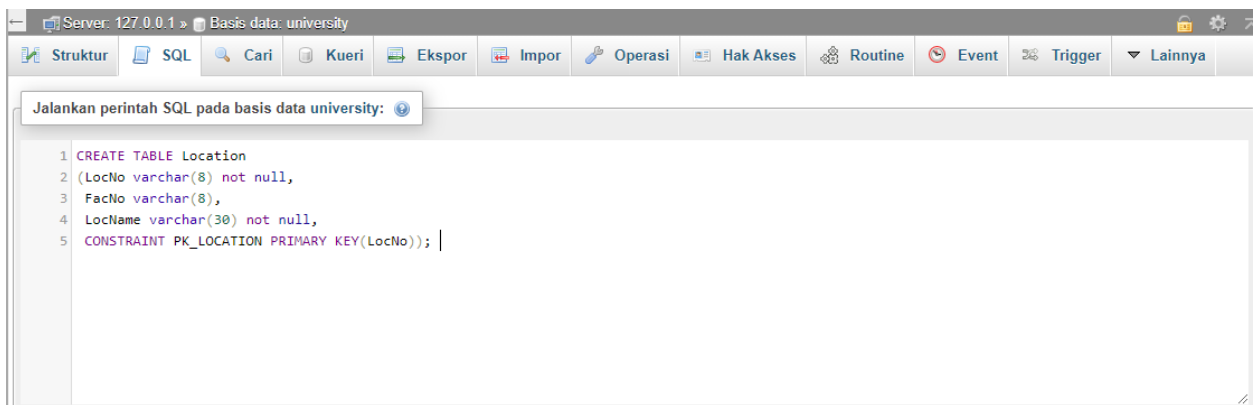 Server: 127.0.0.1 » Basis data: university
Struktur SQL Cari Kueri Ekspor Impor Operasi Hak Akses Routine Event Trigger Lainnya
Jalankan perintah SQL pada basis data university:
1 CREATE TABLE Location
2 (LocNo varchar(8) not null,
3 FacNo varchar(8),
4 LocName varchar(30) not null,
5 CONSTRAINT PK_LOCATION PRIMARY KEY(LocNo));